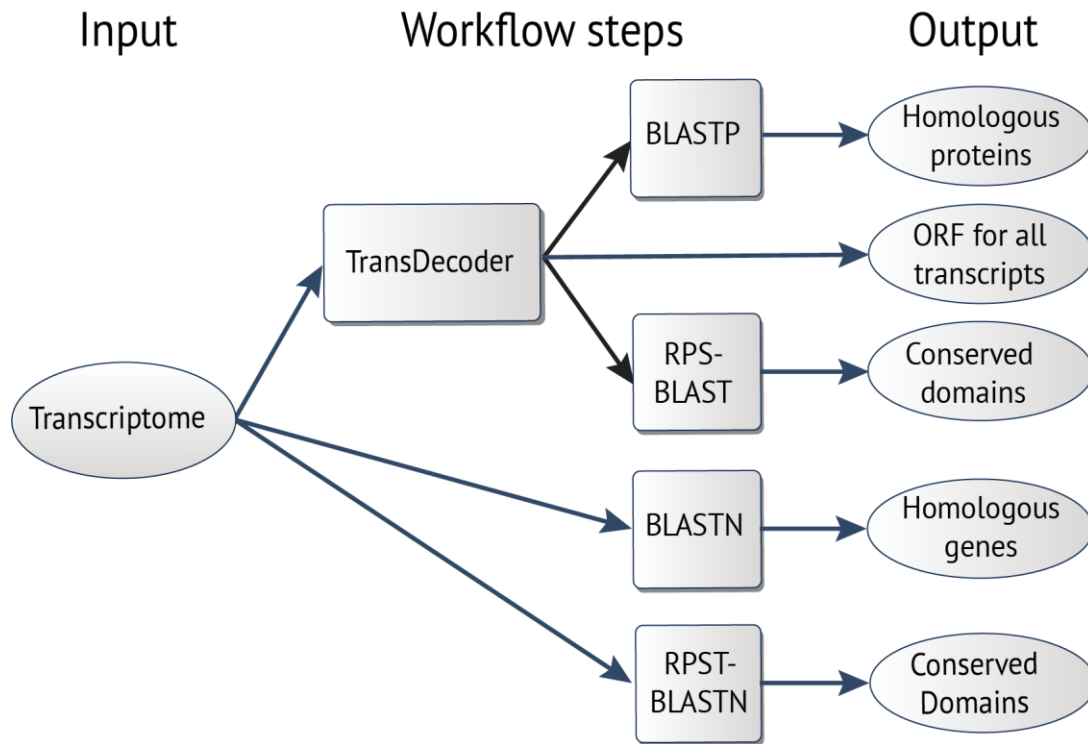 Input
Workflow steps
Output
BLASTP
Homologous
proteins
TransDecoder
ORF for all
transcripts
RPS-
BLAST
Conserved
domains
Transcriptome
BLASTN
Homologous
genes
RPST-
BLASTN
Conserved
Domains